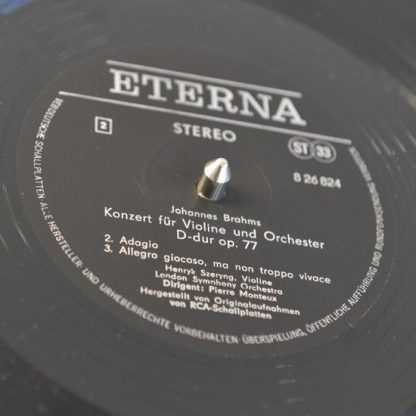 ETERNA
2
STEREO
ST 33
8 26 824
Johannes Brahms
Konzert für Violine und Orchester
D-dur op. 77
2. Adagio
3. Allegro giocoso, ma non troppo vivace
Henryk Szeryng, Violine
London Symphony Orchestra
Dirigent: Pierre Monteux
Hergestellt von Originalaufnahmen
von RCA-Schallplatten
VEB DEUTSCHE SCHALLPLATTEN · ALLE HERSTELLER- UND URHEBERRECHTE VORBEHALTEN · ÜBERSPIELUNG, ÖFFENTLICHE AUFFÜHRUNG UND RUNDFUNKSENDUNG